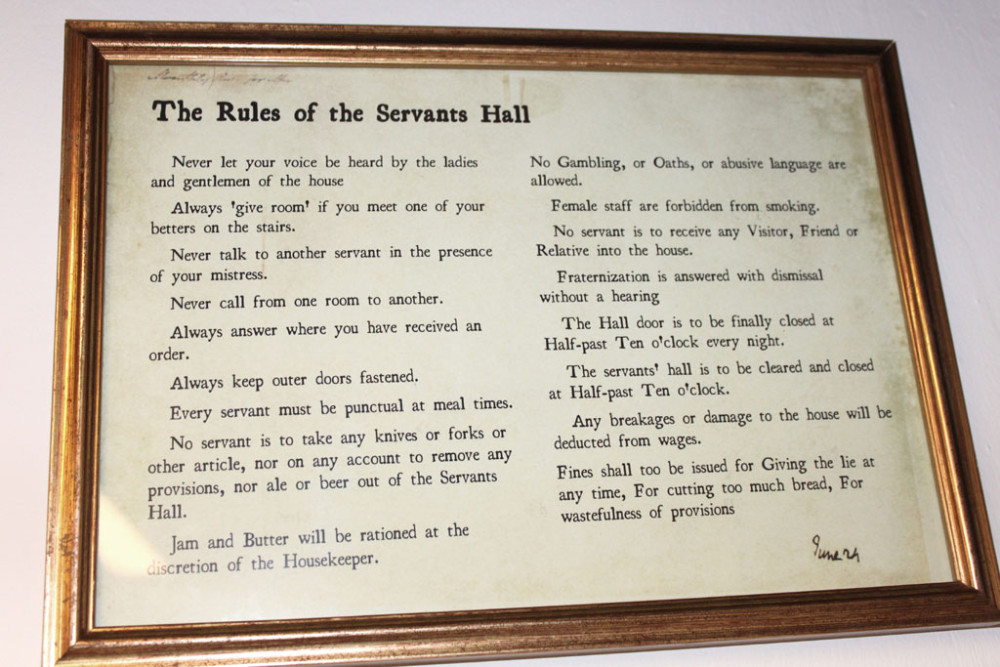 The Rules of the Servants Hall
Never let your voice be heard by the ladies
and gentlemen of the house
Always 'give room' if you meet one of your
betters on the stairs.
Never talk to another servant in the presence
of your mistress.
Never call from one room to another.
Always answer where you have received an
order.
Always keep outer doors fastened.
Every servant must be punctual at meal times.
No servant is to take any knives or forks or
other article, nor on any account to remove any
provisions, nor ale or beer out of the Servants
Hall.
Jam and Butter will be rationed at the
discretion of the Housekeeper.
No Gambling, or Oaths, or abusive language are
allowed.
Female staff are forbidden from smoking.
No servant is to receive any Visitor, Friend or
Relative into the house.
Fraternization is answered with dismissal
without a hearing
The Hall door is to be finally closed at
Half-past Ten o'clock every night.
The servants' hall is to be cleared and closed
at Half-past Ten o'clock.
Any breakages or damage to the house will be
deducted from wages.
Fines shall too be issued for Giving the lie at
any time, For cutting too much bread, For
wastefulness of provisions
June 24